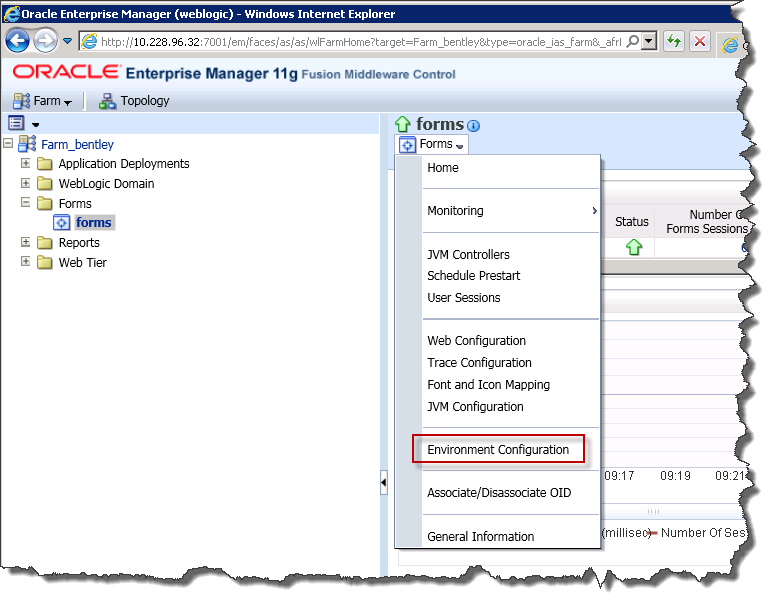 Oracle Enterprise Manager (weblogic) - Windows Internet Explorer
http://10.228.96.32:7001/em/faces/as/as/wlFarmHome?target=Farm_bentley&type=oracle_ias_farm&_afrl
ORACLE Enterprise Manager 11g Fusion Middleware Control
Farm Topology
forms
Forms
Farm_bentley
Application Deployments
WebLogic Domain
Forms
forms
Reports
Web Tier
Home
Monitoring
JVM Controllers
Schedule Prestart
User Sessions
Web Configuration
Trace Configuration
Font and Icon Mapping
JVM Configuration
Environment Configuration
Associate/Disassociate OID
General Information
Status
Forms Sessions
09:17 09:19 09:21
(millisec) Number Of Ses